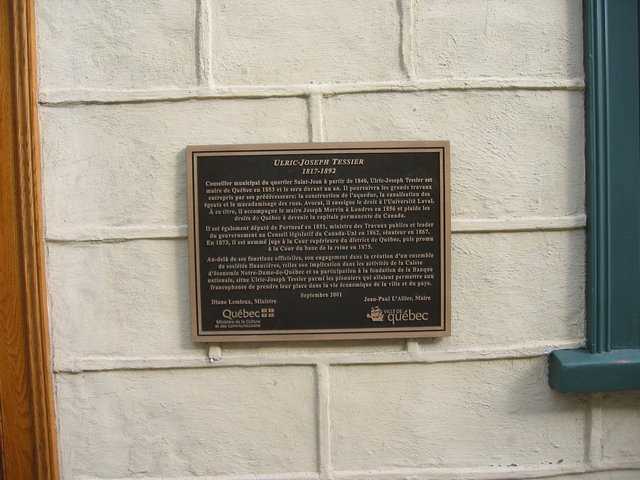 ULRIC-JOSEPH TESSIER
1817-1892
Conseiller municipal du quartier Saint-Jean à partir de 1846, Ulric-Joseph Tessier est
maire de Québec en 1853 et le sera durant un an. Il poursuivra les grands travaux
entrepris par ses prédécesseurs: la construction de l'aqueduc, la canalisation des
égouts et le macadamisage des rues. Avocat, il enseigne le droit à l'Université Laval.
À ce titre, il accompagne le maire Joseph Morrin à Londres en 1856 et plaide les
droits de Québec à devenir la capitale permanente du Canada.
Il est également député de Portneuf en 1851, ministre des Travaux publics et leader
du gouvernement au Conseil législatif du Canada-Uni en 1862, sénateur en 1867.
En 1873, il est nommé juge à la Cour supérieure du district de Québec, puis promu
à la Cour du banc de la reine en 1875.
Au-delà de ses fonctions officielles, son engagement dans la création d'un ensemble
de sociétés financières, telles son implication dans les activités de la Caisse
d'économie Notre-Dame-de-Québec et sa participation à la fondation de la Banque
nationale, situe Ulric-Joseph Tessier parmi les pionniers qui allaient permettre aux
francophones de prendre leur place dans la vie économique de la ville et du pays.
Septembre 2001
Diane Lemieux, Ministre
Jean-Paul L'Allier, Maire
Québec
Ministère de la Culture
et des Communications
VILLE DE
québec